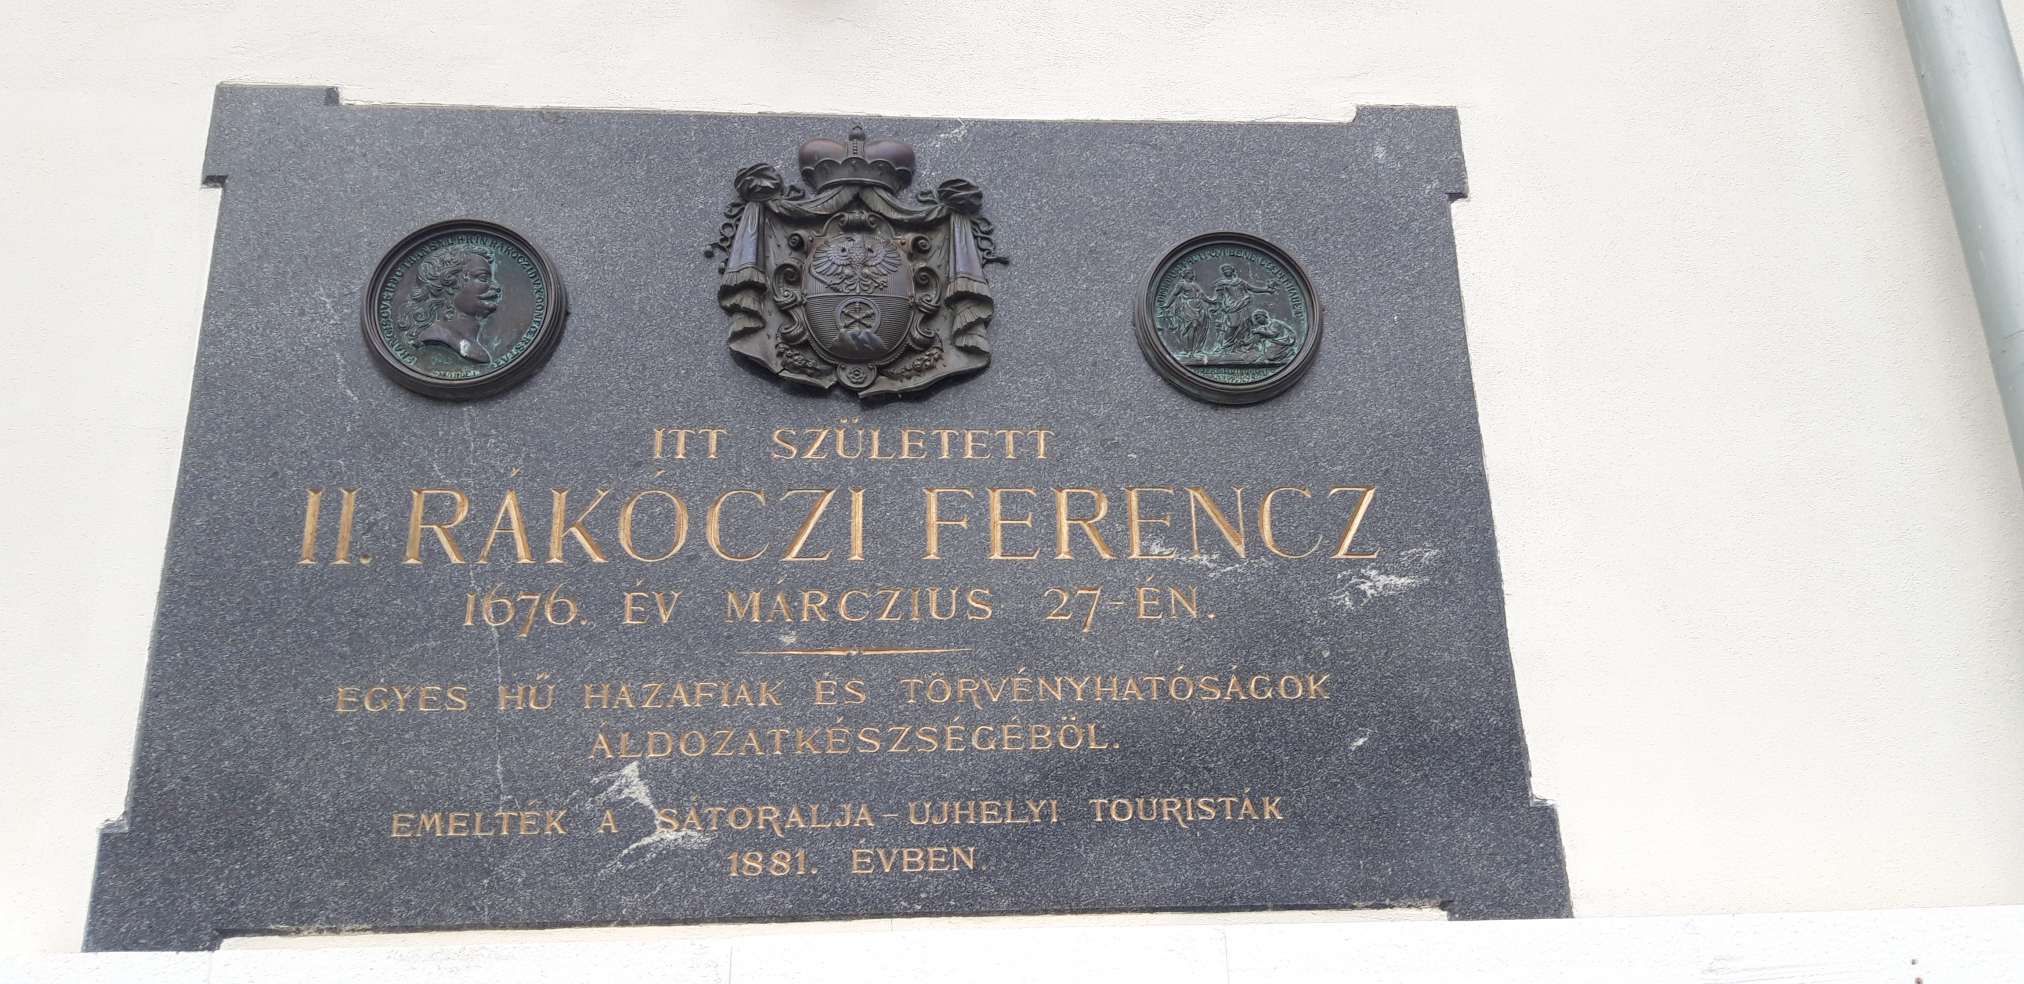 ITT SZÜLETETT
II. RÁKÓCZI FERENCZ
1676. ÉV MÁRCZIUS 27-ÉN.
EGYES HŰ HAZAFIAK ÉS TÖRVÉNYHATÓSÁGOK
ÁLDOZATKÉSZSÉGÉBÖL.
EMELTÉK A SÁTORALJA-UJHELYI TOURISTÁK
1881. ÉVBEN.